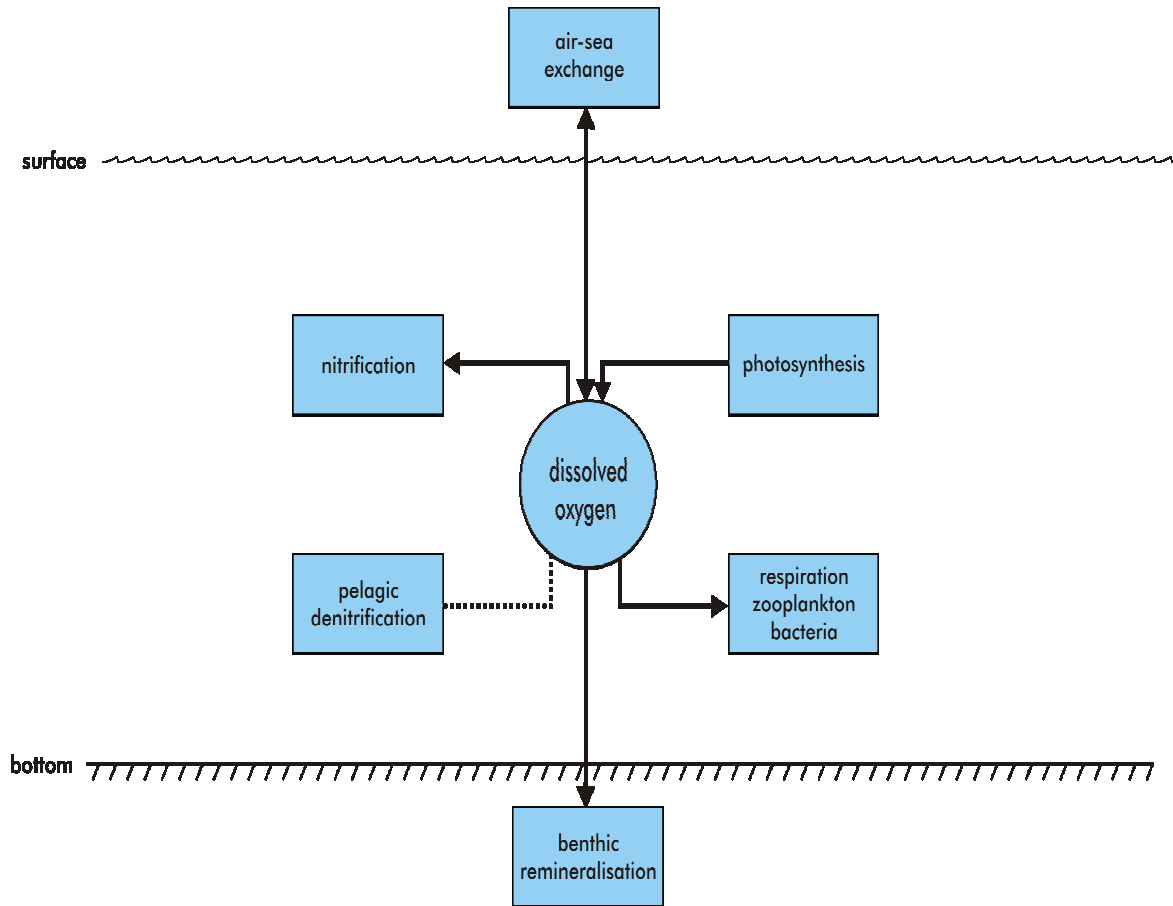 air-sea
exchange
surface
nitrification
photosynthesis
dissolved
oxygen
pelagic
denitrification
respiration
zooplankton
bacteria
bottom
benthic
remineralisation